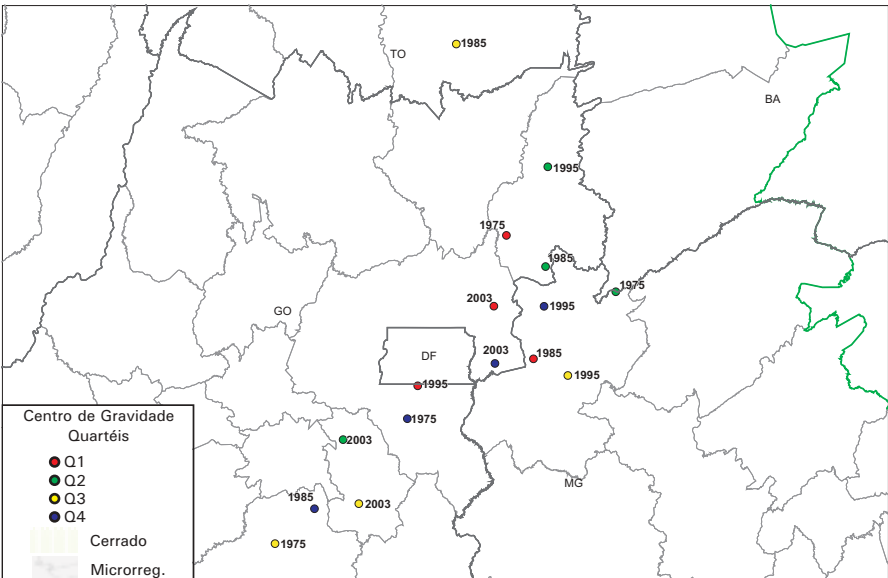 1985
TO
BA
1995
1975
1985
1975
2003
1995
GO
2003
1985
DF
1995
1995
1975
2003
MG
1985
2003
1975
Centro de Gravidade
Quartéis
Q1
Q2
Q3
Q4
Cerrado
Microrreg.